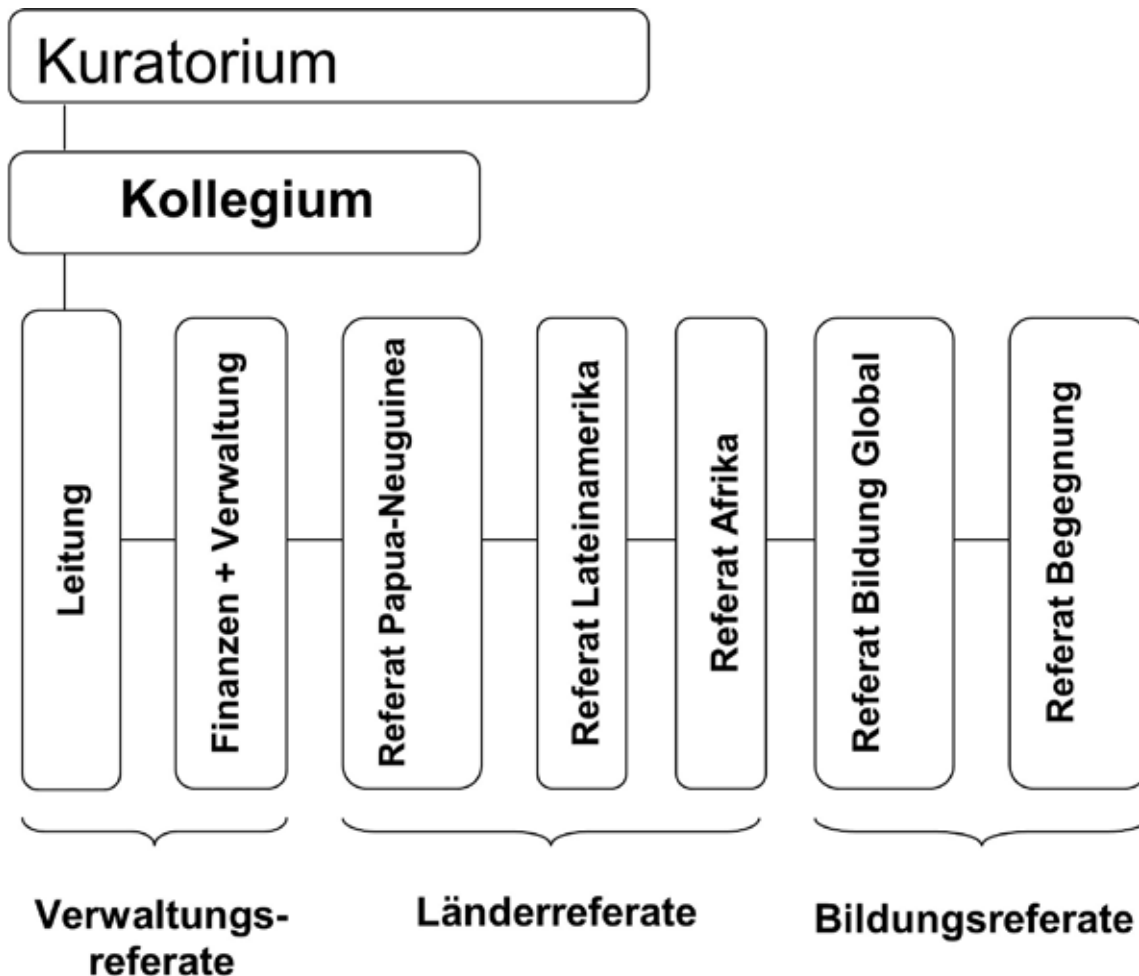 Kuratorium
Kollegium
Leitung
Finanzen + Verwaltung
Referat Papua-Neuguinea
Referat Lateinamerika
Referat Afrika
Referat Bildung Global
Referat Begegnung
Verwaltungs-
referate
Länderreferate
Bildungsreferate